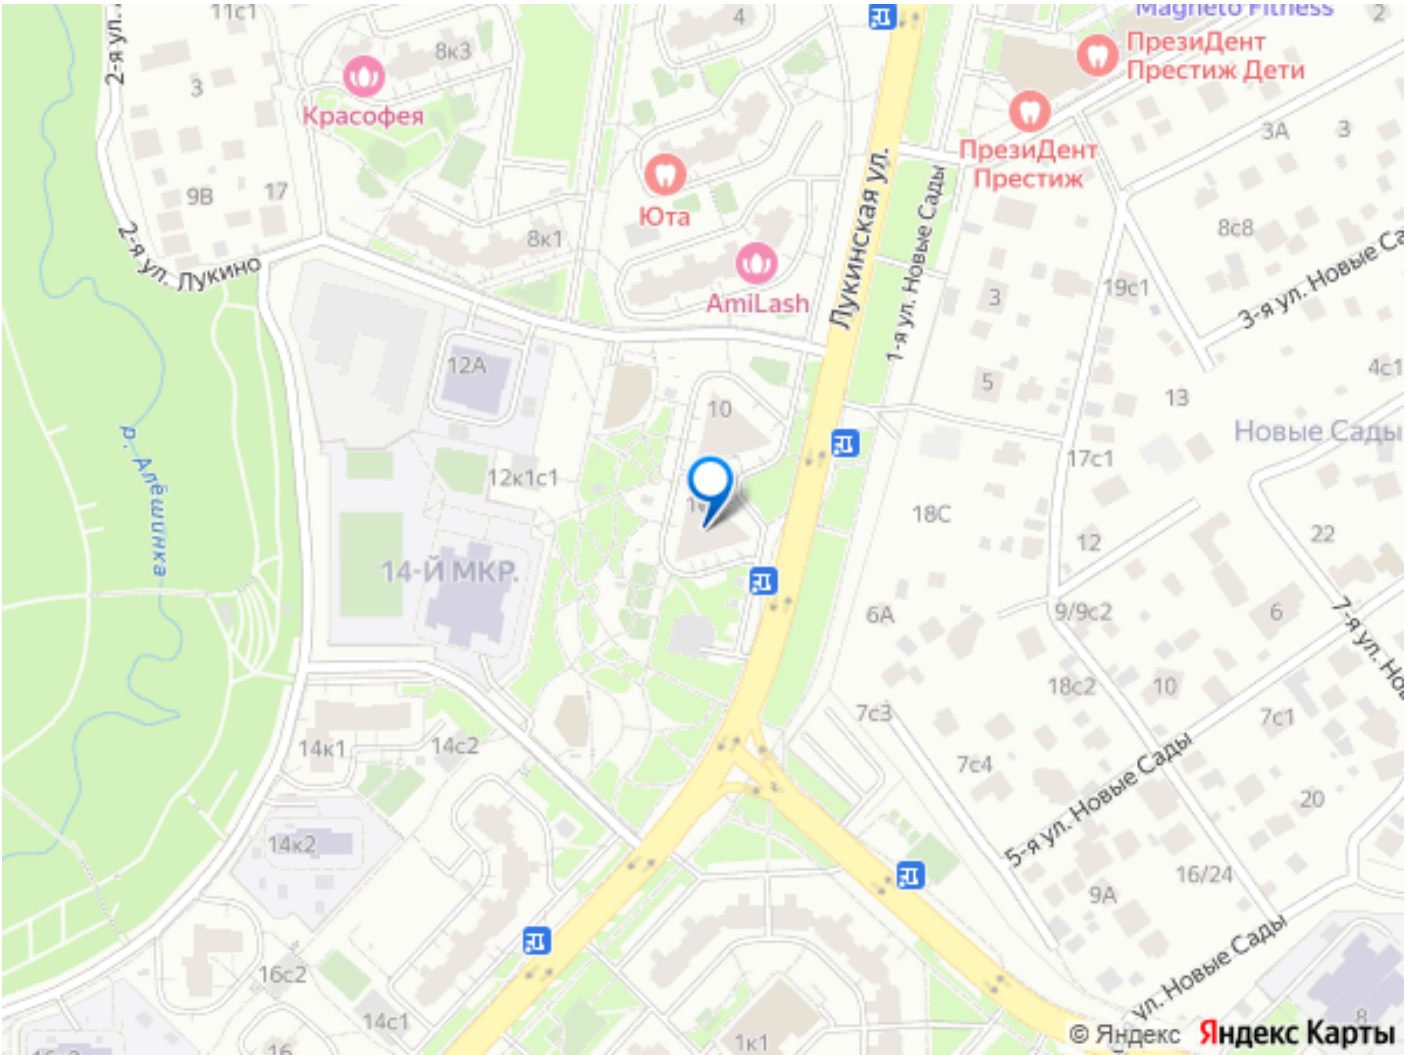 Magneto Fitness
2
4
2-я ул.
8к3
ПрезиДент
Престиж Дети
3
Красофея
3А
3
ПрезиДент
Престиж
9В
17
Юта
8к1
8с8
2-я ул. Лукино
Лукинская ул.
1-я ул. Новые Сады
AmiLash
3
19с1
3-я ул. Новые Са
12А
5
4с1
10
13
Новые Сады
17с1
12к1с1
р. Алёшинка
18С
22
12
14-Й МКР.
6А
9/9с2
6
7-я ул. Нов
18с2
10
7с3
7с1
14к1
14с2
7с4
5-я ул. Новые Сады
20
14к2
16/24
9А
16с2
ул. Новые Сады
14с1
8
1к1
16
© Яндекс Яндекс Карты
11с1